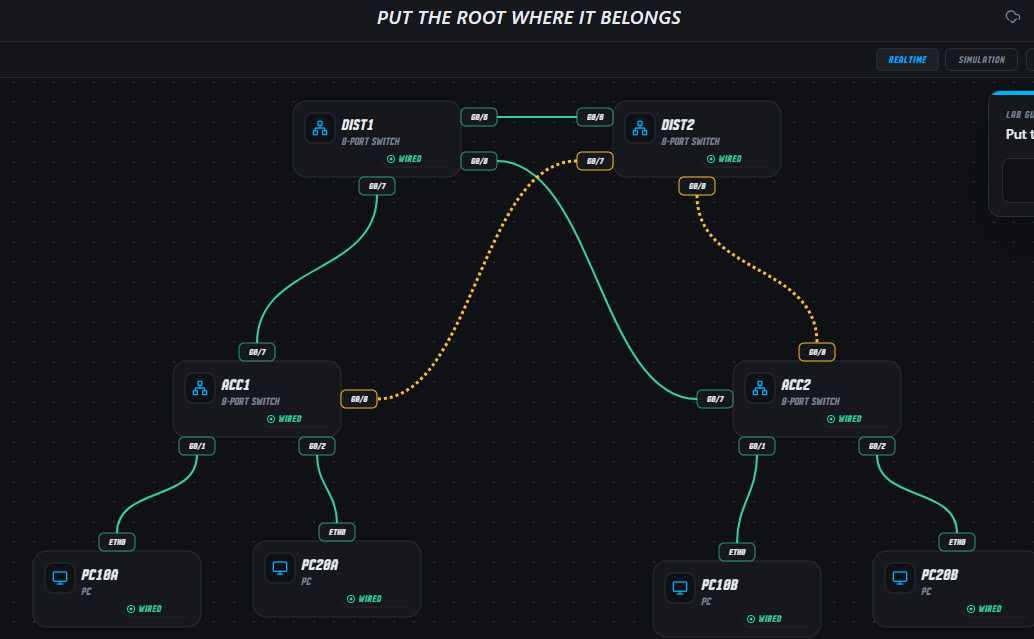 PUT THE ROOT WHERE IT BELONGS
REALTIME
SIMULATION
LAB GU
Put t
DIST1
8-PORT SWITCH
WIRED
G0/6
G0/8
G0/7
G0/6
G0/7
DIST2
8-PORT SWITCH
WIRED
G0/8
G0/7
ACC1
8-PORT SWITCH
WIRED
G0/8
G0/1
G0/2
G0/8
G0/7
ACC2
8-PORT SWITCH
WIRED
G0/1
G0/2
ETH0
PC10A
PC
WIRED
ETH0
PC20A
PC
WIRED
ETH0
PC10B
PC
WIRED
ETH0
PC20B
PC
WIRED